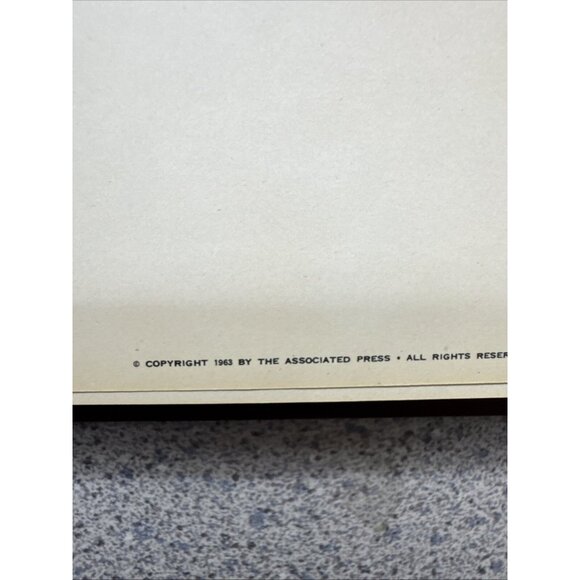 © COPYRIGHT 1963 BY THE ASSOCIATED PRESS • ALL RIGHTS RESER